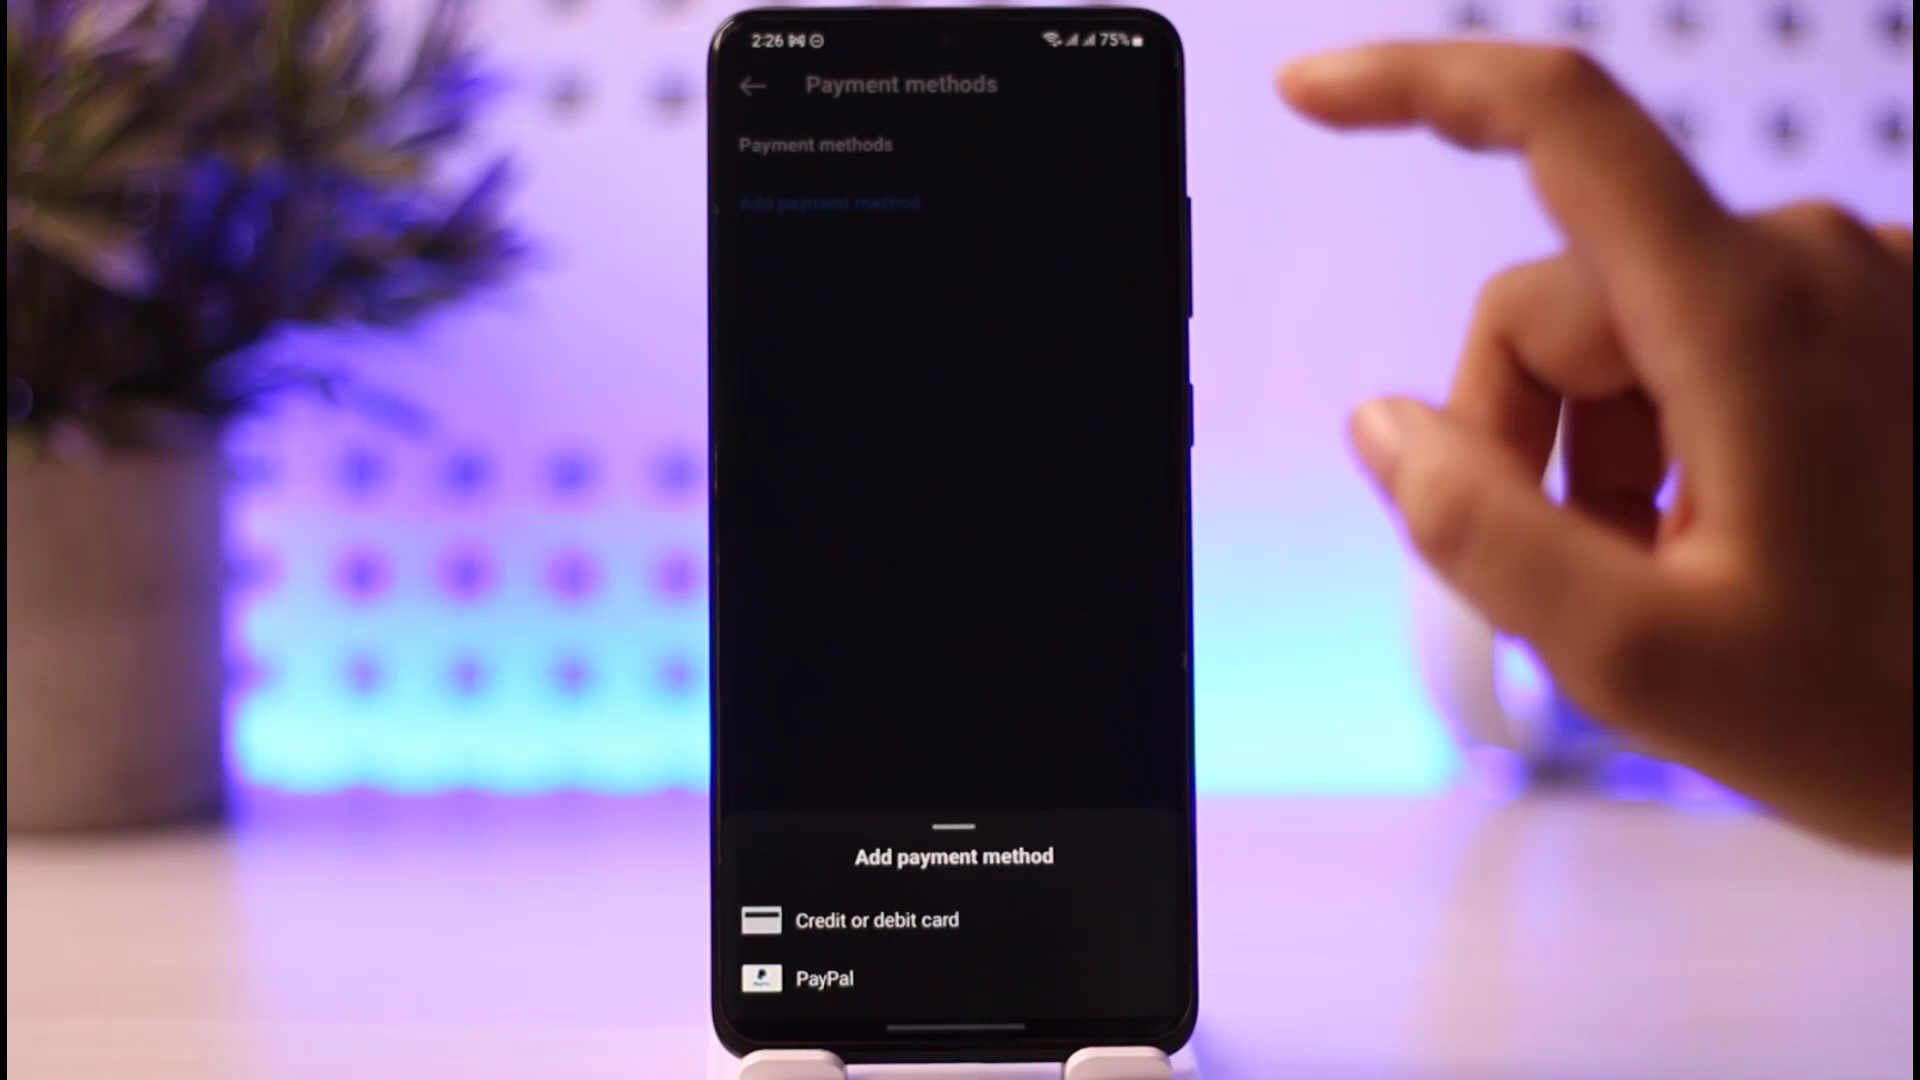 2:26 75%
Payment methods
Payment methods
Add payment method
Add payment method
Credit or debit card
PayPal